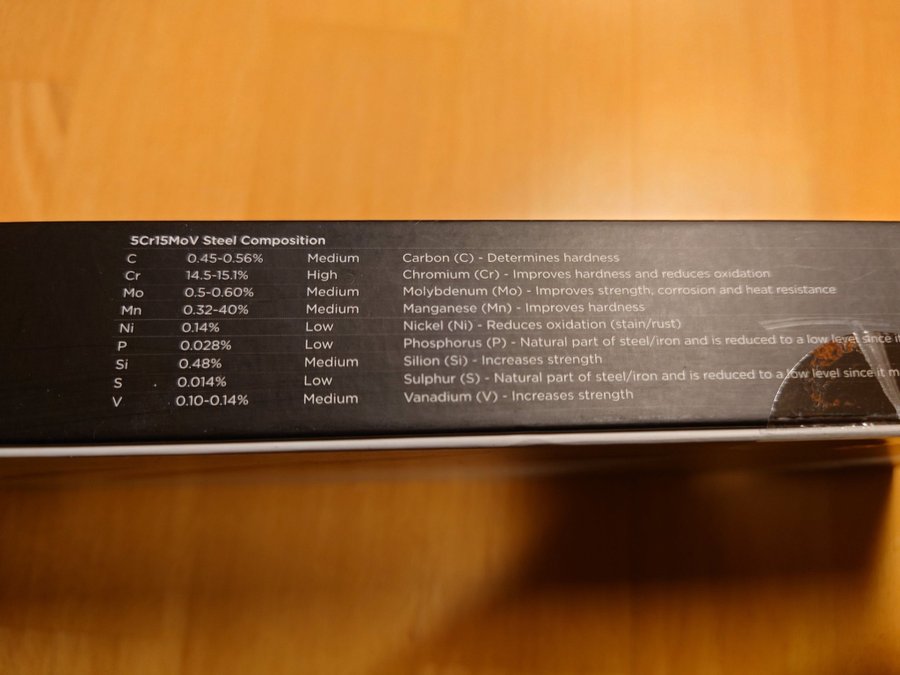 5Cr15MoV Steel Composition
C 0.45-0.56% Medium Carbon (C) - Determines hardness
Cr 14.5-15.1% High Chromium (Cr) - Improves hardness and reduces oxidation
Mo 0.5-0.60% Medium Molybdenum (Mo) - Improves strength, corrosion and heat resistance
Mn 0.32-40% Medium Manganese (Mn) - Improves hardness
Ni 0.14% Low Nickel (Ni) - Reduces oxidation (stain/rust)
P 0.028% Low Phosphorus (P) - Natural part of steel/iron and is reduced to a low level since
Si 0.48% Medium Silion (Si) - Increases strength
S 0.014% Low Sulphur (S) - Natural part of steel/iron and is reduced to a low level since it
V 0.10-0.14% Medium Vanadium (V) - Increases strength